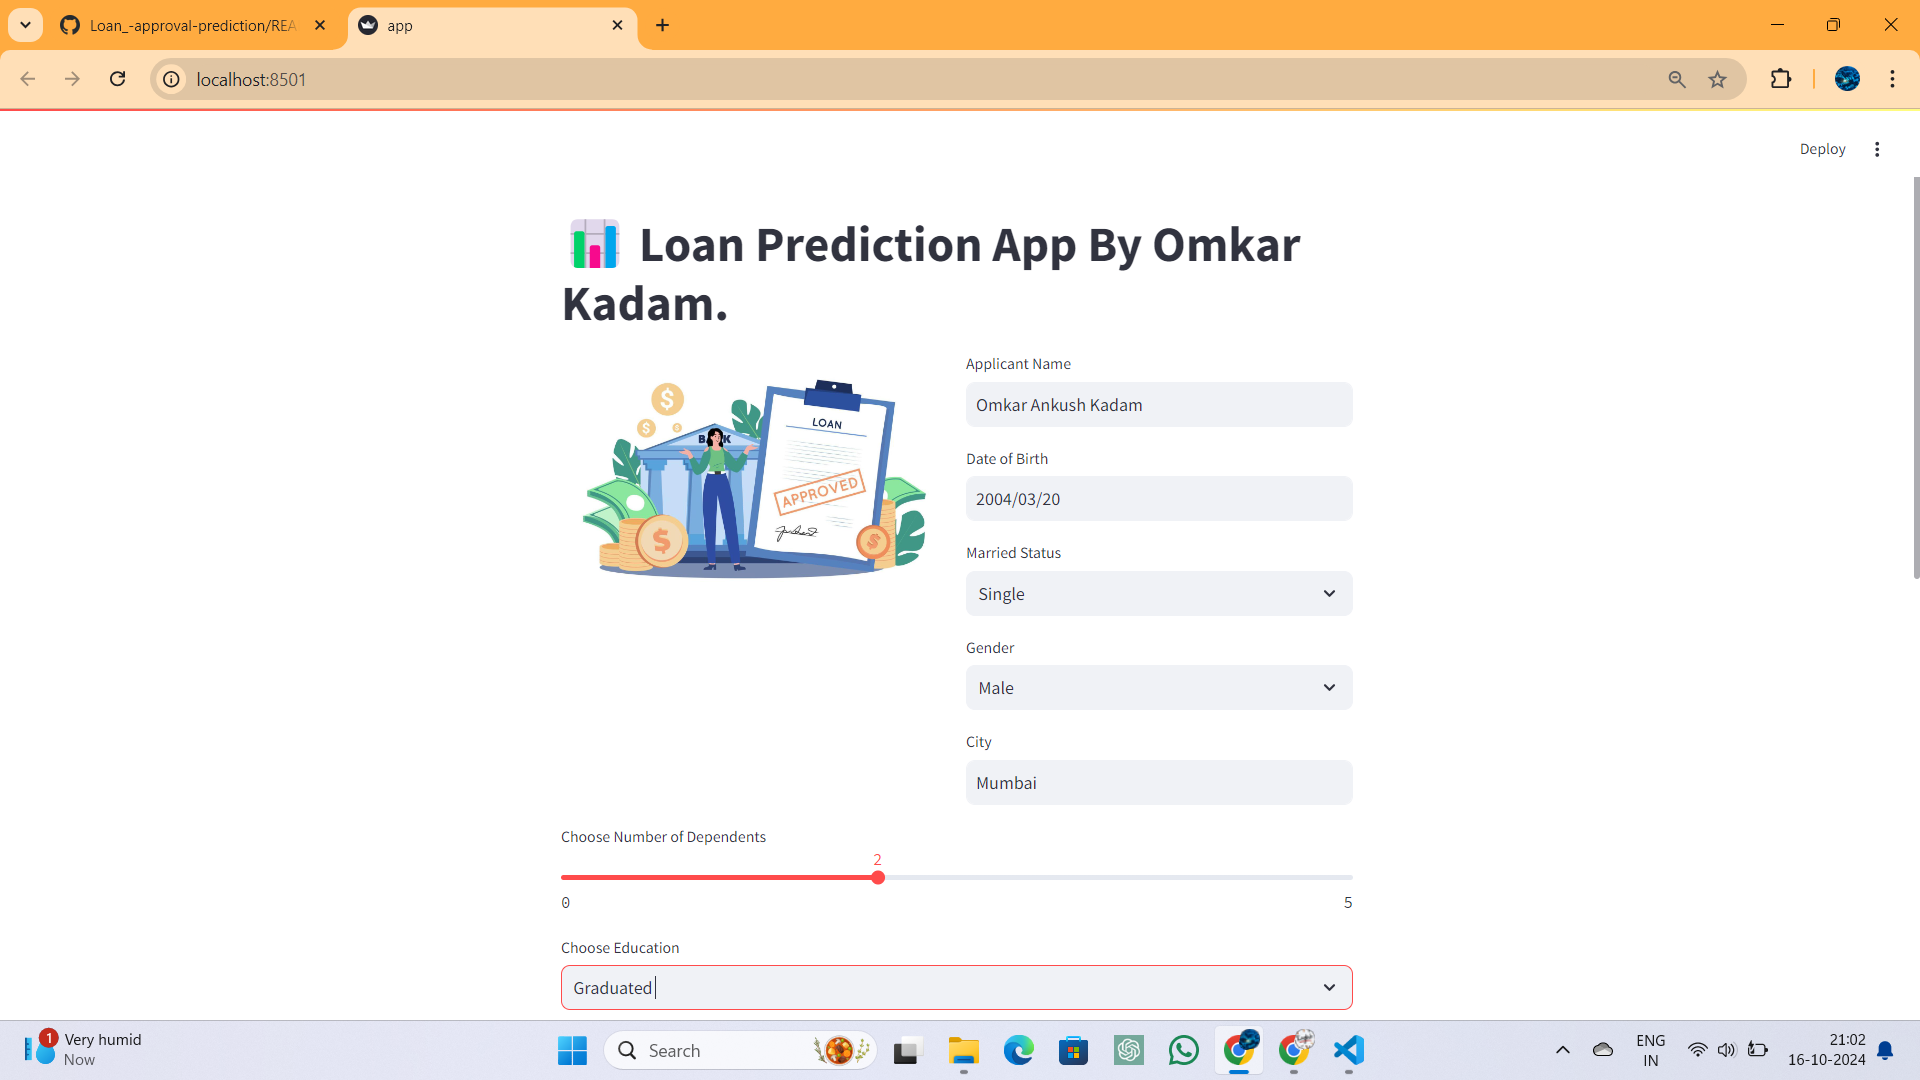 Loan_-approval-prediction/REA
app
localhost:8501
Deploy
Loan Prediction App By Omkar
Kadam.
BANK
LOAN
APPROVED
Applicant Name
Omkar Ankush Kadam
Date of Birth
2004/03/20
Married Status
Single
Gender
Male
City
Mumbai
Choose Number of Dependents
2
0
5
Choose Education
Graduated
1
Very humid
Now
Search
ENG
IN
21:02
16-10-2024